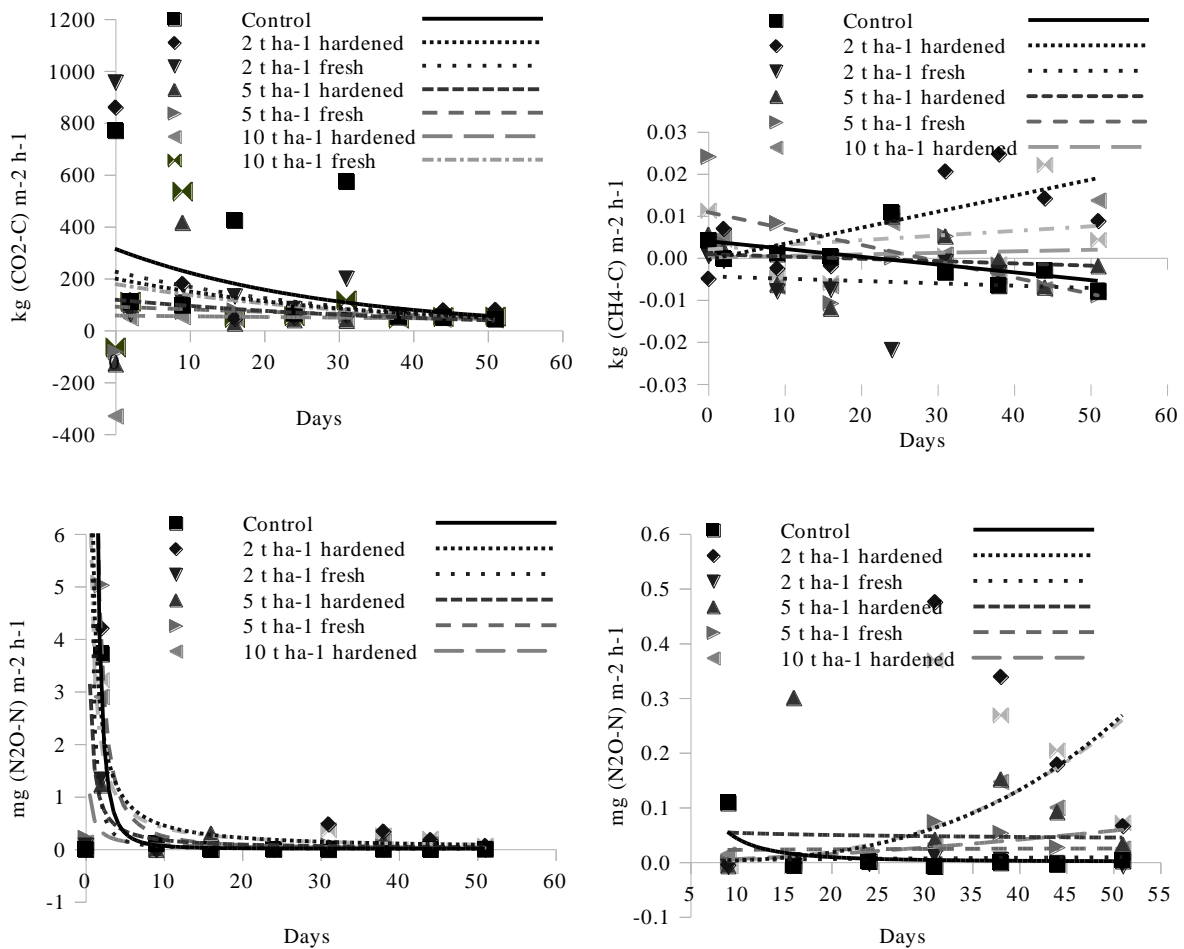 1200
1000
800
600
400
200
0
-200
-400
kg (CO2-C) m-2 h-1
Control
2 t ha-1 hardened
2 t ha-1 fresh
5 t ha-1 hardened
5 t ha-1 fresh
10 t ha-1 hardened
10 t ha-1 fresh
0 10 20 30 40 50 60
Days
0.03
0.02
0.01
0.00
-0.01
-0.02
-0.03
kg (CH4-C) m-2 h-1
Control
2 t ha-1 hardened
2 t ha-1 fresh
5 t ha-1 hardened
5 t ha-1 fresh
10 t ha-1 hardened
0 10 20 30 40 50 60
Days
6
5
4
3
2
1
0
-1
mg (N2O-N) m-2 h-1
Control
2 t ha-1 hardened
2 t ha-1 fresh
5 t ha-1 hardened
5 t ha-1 fresh
10 t ha-1 hardened
0 10 20 30 40 50 60
Days
0.6
0.5
0.4
0.3
0.2
0.1
0.0
-0.1
mg (N2O-N) m-2 h-1
Control
2 t ha-1 hardened
2 t ha-1 fresh
5 t ha-1 hardened
5 t ha-1 fresh
10 t ha-1 hardened
5 15 25 35 45 55
Days